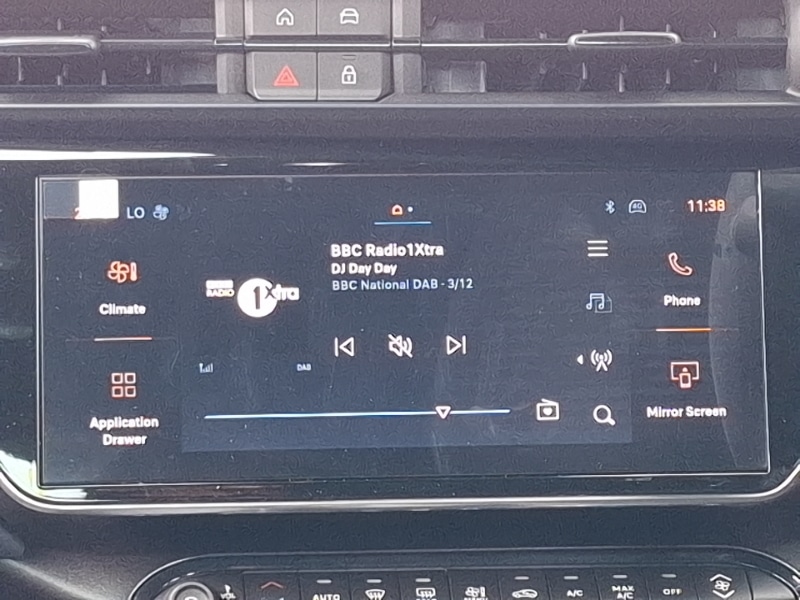 LO
11:38
BBC Radio1Xtra
DJ Day Day
BBC National DAB - 3/12
RADIO
1Xtra
Climate
Phone
DAB
Application
Drawer
Mirror Screen
VOL
AUTO
A/C
MAX
A/C
OFF